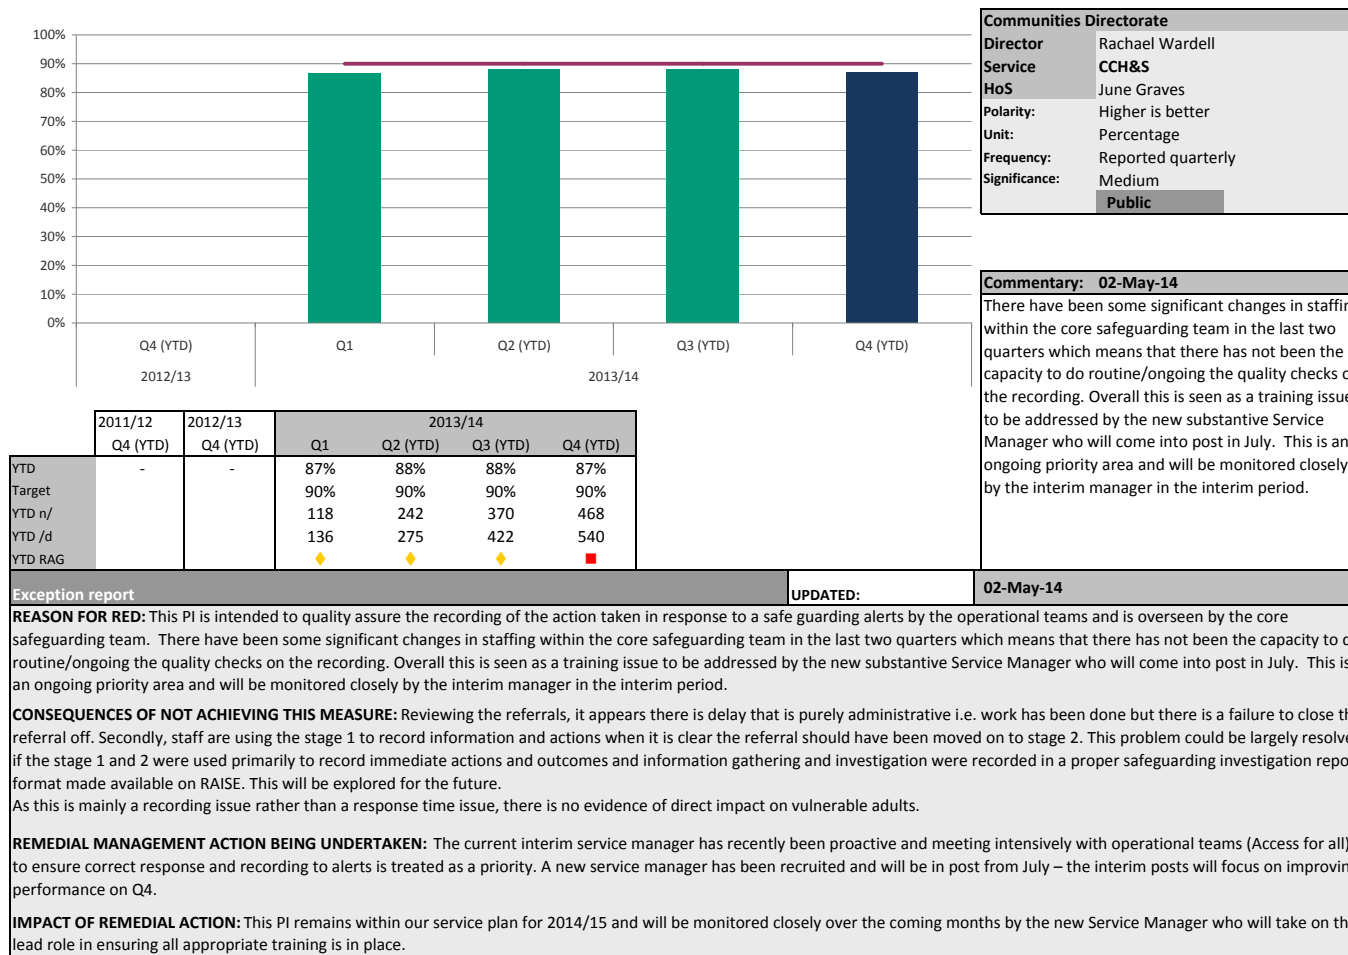 100%
90%
80%
70%
60%
50%
40%
30%
20%
10%
0%
Q4 (YTD) Q1 Q2 (YTD) Q3 (YTD) Q4 (YTD)
2012/13 2013/14
Communities Directorate
Director Rachael Wardell
Service CCH&S
HoS June Graves
Polarity: Higher is better
Unit: Percentage
Frequency: Reported quarterly
Significance: Medium
Public
Commentary: 02-May-14
There have been some significant changes in staffin
within the core safeguarding team in the last two
quarters which means that there has not been the
capacity to do routine/ongoing the quality checks o
the recording. Overall this is seen as a training issue
to be addressed by the new substantive Service
Manager who will come into post in July. This is an
ongoing priority area and will be monitored closely
by the interim manager in the interim period.
2011/12 2012/13 2013/14
Q4 (YTD) Q4 (YTD) Q1 Q2 (YTD) Q3 (YTD) Q4 (YTD)
YTD - - 87% 88% 88% 87%
Target 90% 90% 90% 90%
YTD n/ 118 242 370 468
YTD /d 136 275 422 540
YTD RAG
Exception report UPDATED: 02-May-14
REASON FOR RED: This PI is intended to quality assure the recording of the action taken in response to a safe guarding alerts by the operational teams and is overseen by the core
safeguarding team. There have been some significant changes in staffing within the core safeguarding team in the last two quarters which means that there has not been the capacity to d
routine/ongoing the quality checks on the recording. Overall this is seen as a training issue to be addressed by the new substantive Service Manager who will come into post in July. This is
an ongoing priority area and will be monitored closely by the interim manager in the interim period.
CONSEQUENCES OF NOT ACHIEVING THIS MEASURE: Reviewing the referrals, it appears there is delay that is purely administrative i.e. work has been done but there is a failure to close th
referral off. Secondly, staff are using the stage 1 to record information and actions when it is clear the referral should have been moved on to stage 2. This problem could be largely resolve
if the stage 1 and 2 were used primarily to record immediate actions and outcomes and information gathering and investigation were recorded in a proper safeguarding investigation repo
format made available on RAISE. This will be explored for the future.
As this is mainly a recording issue rather than a response time issue, there is no evidence of direct impact on vulnerable adults.
REMEDIAL MANAGEMENT ACTION BEING UNDERTAKEN: The current interim service manager has recently been proactive and meeting intensively with operational teams (Access for all)
to ensure correct response and recording to alerts is treated as a priority. A new service manager has been recruited and will be in post from July – the interim posts will focus on improvin
performance on Q4.
IMPACT OF REMEDIAL ACTION: This PI remains within our service plan for 2014/15 and will be monitored closely over the coming months by the new Service Manager who will take on th
lead role in ensuring all appropriate training is in place.